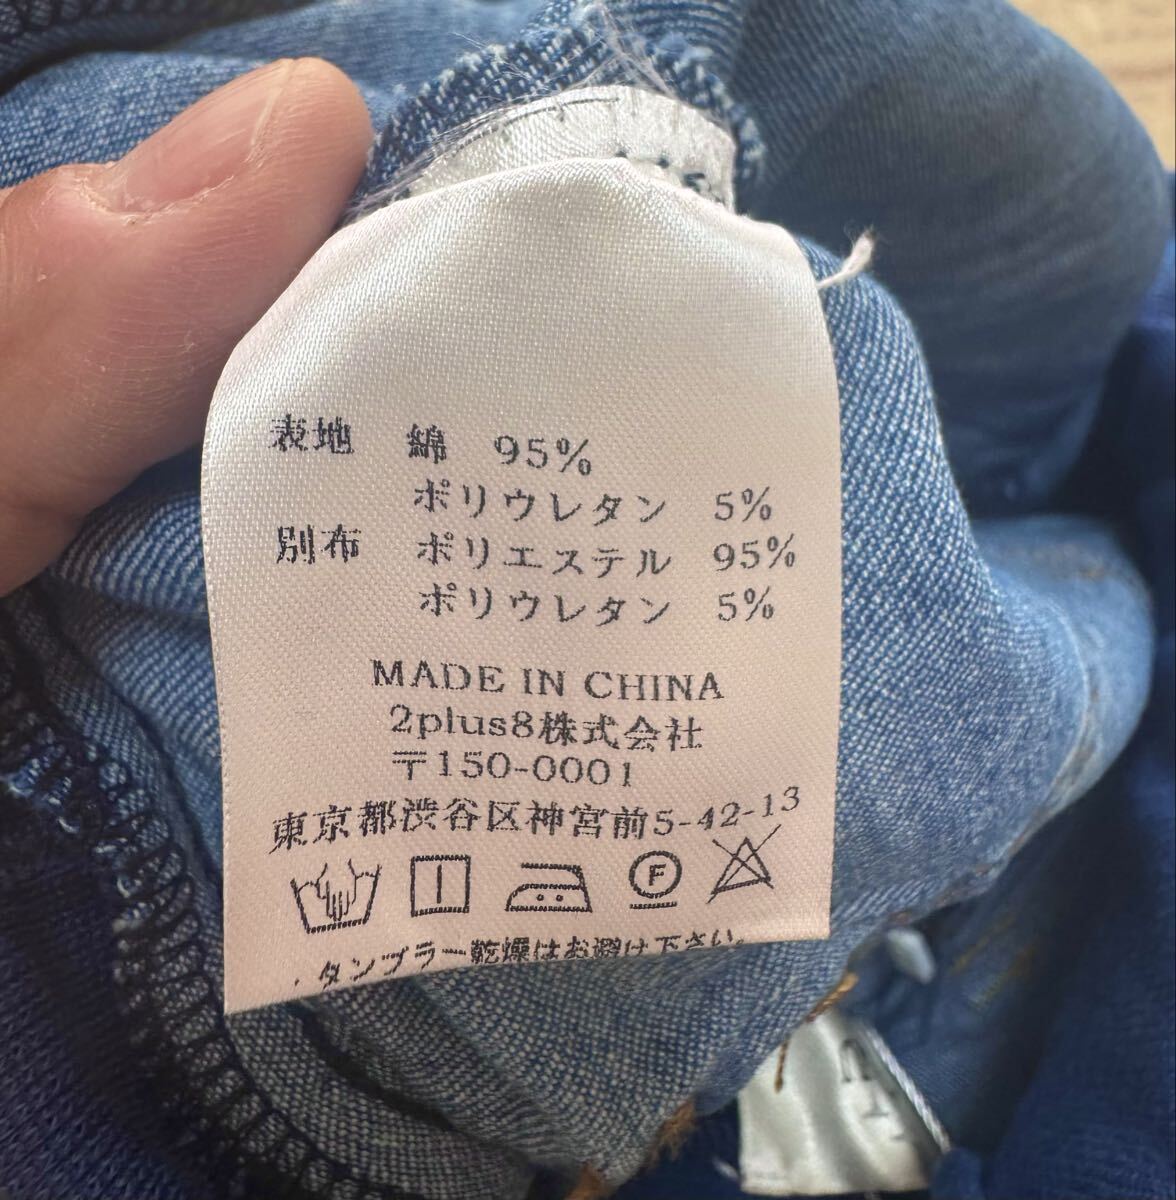 表地 綿 95%
ポリウレタン 5%
別布 ポリエステル 95%
ポリウレタン 5%
MADE IN CHINA
2plus8株式会社
〒150-0001
東京都渋谷区神宮前5-42-13
F
・タンブラー乾燥はお避け下さい。